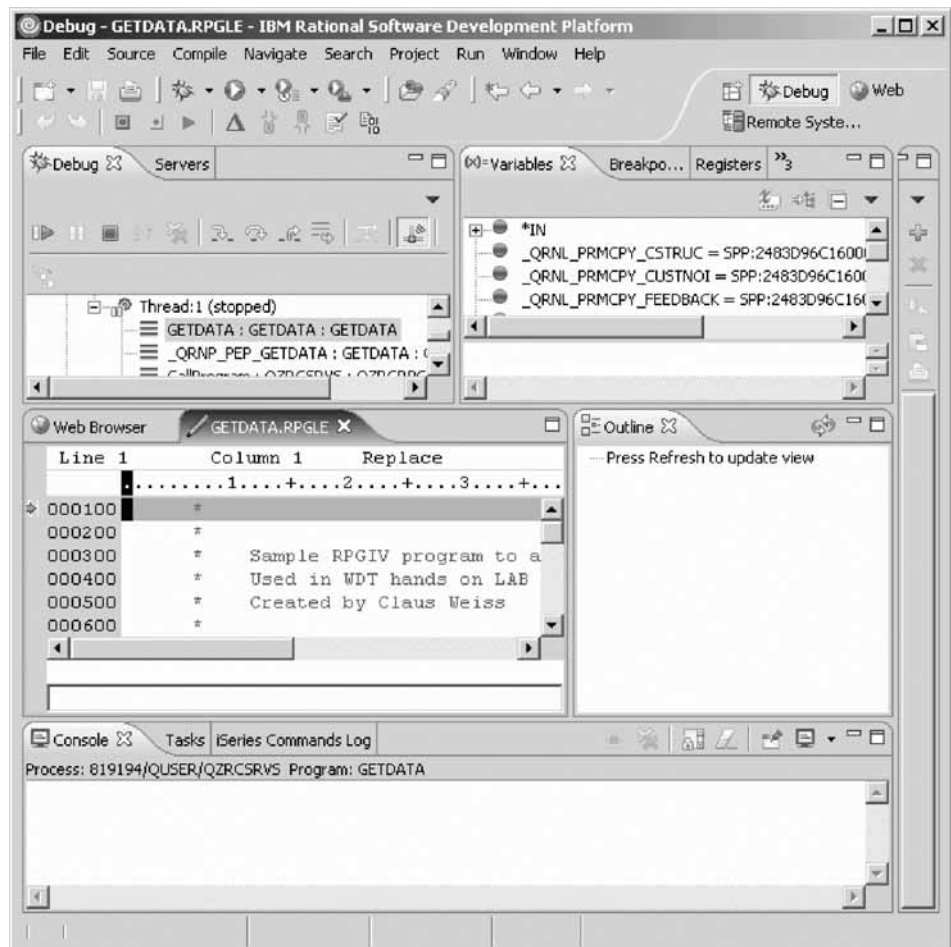 Debug - GETDATA.RPGLE - IBM Rational Software Development Platform
File Edit Source Compile Navigate Search Project Run Window Help
Debug Web
Remote Syste...
Debug Servers
(x)=Variables Breakpo... Registers »3
*IN
_QRNL_PRMCPY_CSTRUC = SPP:2483D96C1600
_QRNL_PRMCPY_CUSTNOI = SPP:2483D96C160
_QRNL_PRMCPY_FEEDBACK = SPP:2483D96C16
Thread:1 (stopped)
GETDATA : GETDATA : GETDATA
_QRNP_PEP_GETDATA : GETDATA :
Web Browser GETDATA.RPGLE
Line 1 Column 1 Replace
.........1....+....2....+....3....+...
000100 *
000200 *
000300 * Sample RPGIV program to a
000400 * Used in WDT hands on LAB
000500 * Created by Claus Weiss
000600 *
Outline
Press Refresh to update view
Console Tasks iSeries Commands Log
Process: 819194/QUSER/QZRCSRVS Program: GETDATA